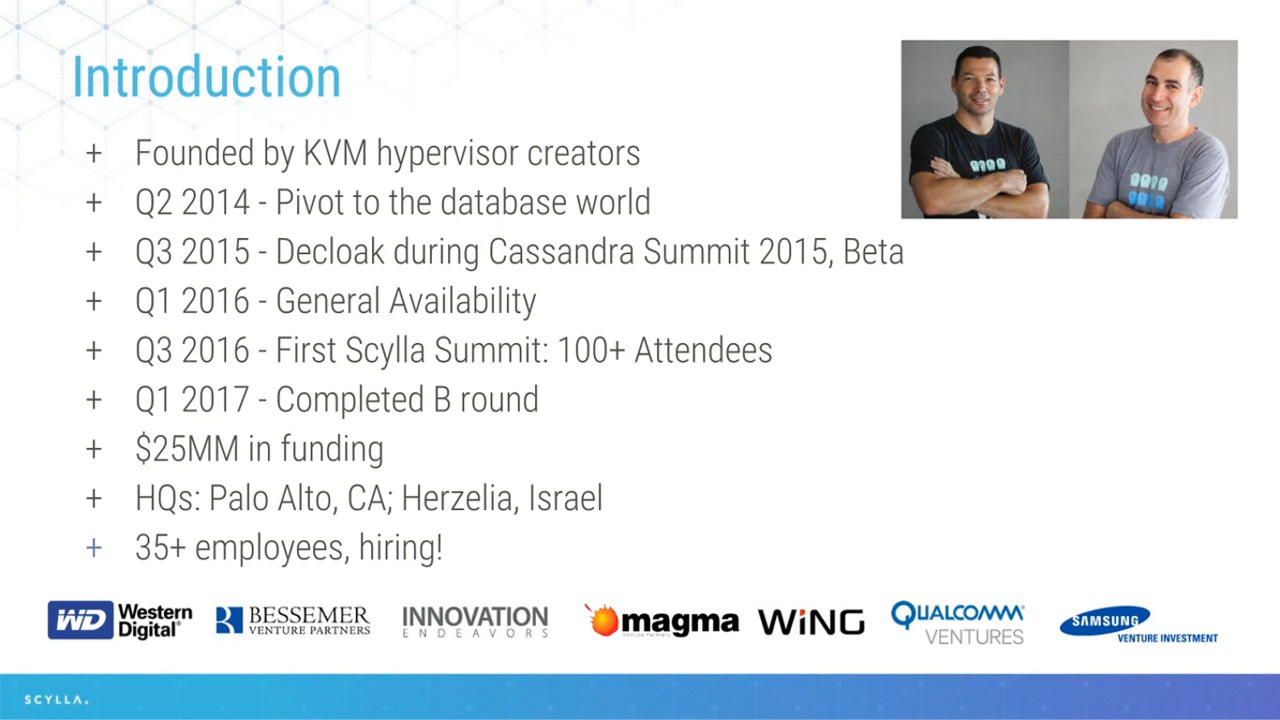 Introduction
+ Founded by KVM hypervisor creators
+ Q2 2014 - Pivot to the database world
+ Q3 2015 - Decloak during Cassandra Summit 2015, Beta
+ Q1 2016 - General Availability
+ Q3 2016 - First Scylla Summit: 100+ Attendees
+ Q1 2017 - Completed B round
+ $25MM in funding
+ HQs: Palo Alto, CA; Herzelia, Israel
+ 35+ employees, hiring!
WD Western Digital®
BESSEMER VENTURE PARTNERS
INNOVATION ENDEAVORS
magma Venture Partners
WiNG
QUALCOMM® VENTURES
SAMSUNG VENTURE INVESTMENT
SCYLLA.